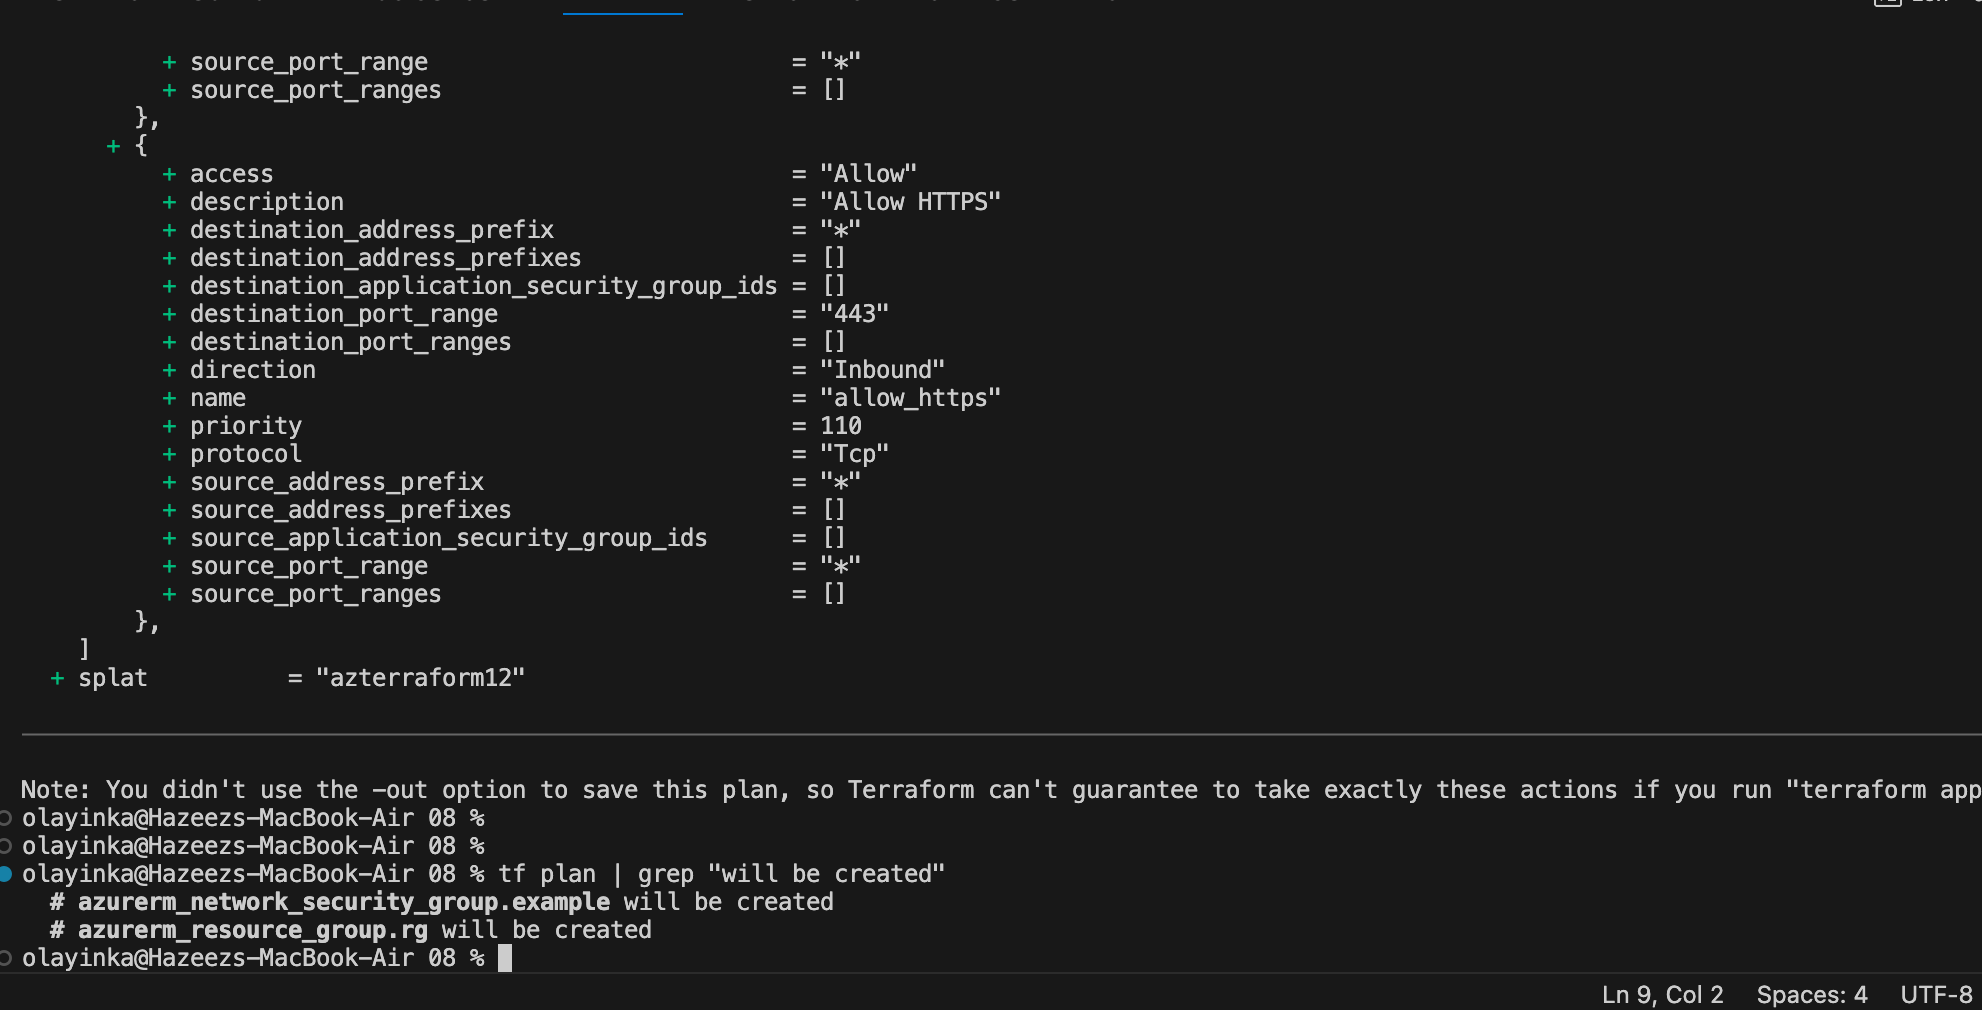 + source_port_range = "*"
+ source_port_ranges = []
},
+ {
+ access = "Allow"
+ description = "Allow HTTPS"
+ destination_address_prefix = "*"
+ destination_address_prefixes = []
+ destination_application_security_group_ids = []
+ destination_port_range = "443"
+ destination_port_ranges = []
+ direction = "Inbound"
+ name = "allow_https"
+ priority = 110
+ protocol = "Tcp"
+ source_address_prefix = "*"
+ source_address_prefixes = []
+ source_application_security_group_ids = []
+ source_port_range = "*"
+ source_port_ranges = []
},
]
+ splat = "azterraform12"
Note: You didn't use the -out option to save this plan, so Terraform can't guarantee to take exactly these actions if you run "terraform app
olayinka@Hazeezs-MacBook-Air 08 %
olayinka@Hazeezs-MacBook-Air 08 %
olayinka@Hazeezs-MacBook-Air 08 % tf plan | grep "will be created"
# azurerm_network_security_group.example will be created
# azurerm_resource_group.rg will be created
olayinka@Hazeezs-MacBook-Air 08 %
Ln 9, Col 2 Spaces: 4 UTF-8